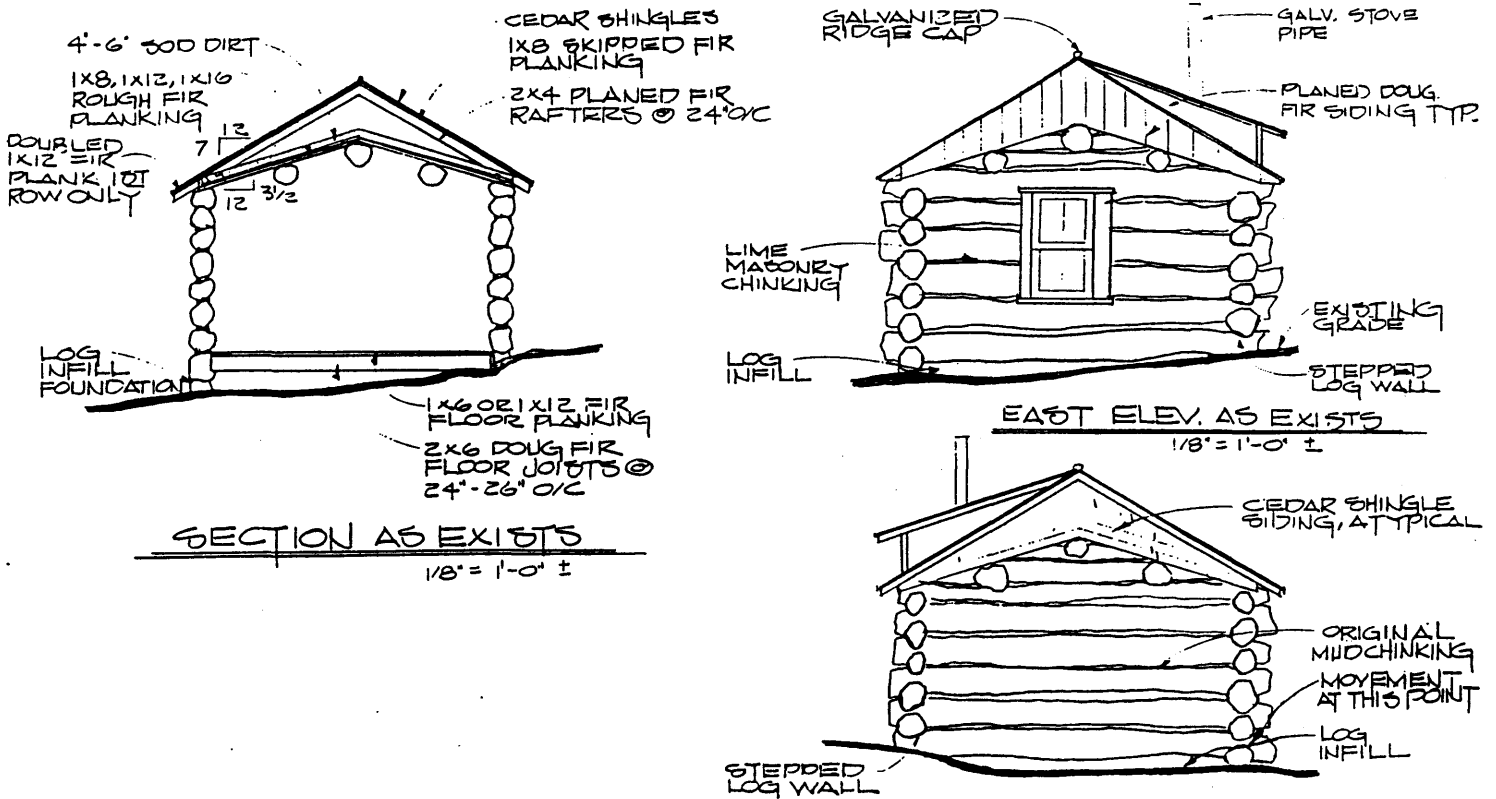 4"-6" SOD DIRT
1X8, 1X12, 1X16
ROUGH FIR
PLANKING
DOUBLED
1X12 FIR
PLANK 1ST
ROW ONLY
12
7
12
3 1/2
CEDAR SHINGLES
1X8 SKIPPED FIR
PLANKING
2X4 PLANED FIR
RAFTERS @ 24" O/C
LOG
INFILL
FOUNDATION
1X6 OR 1X12 FIR
FLOOR PLANKING
2X6 DOUG FIR
FLOOR JOISTS @
24"-26" O/C
SECTION AS EXISTS
1/8" = 1'-0" ±
GALVANIZED
RIDGE CAP
GALV. STOVE
PIPE
PLANED DOUG.
FIR SIDING TYP.
LIME
MASONRY
CHINKING
LOG
INFILL
EXISTING
GRADE
STEPPED
LOG WALL
EAST ELEV. AS EXISTS
1/8" = 1'-0" ±
CEDAR SHINGLE
SIDING, ATYPICAL
ORIGINAL
MUD CHINKING
MOVEMENT
AT THIS POINT
LOG
INFILL
STEPPED
LOG WALL